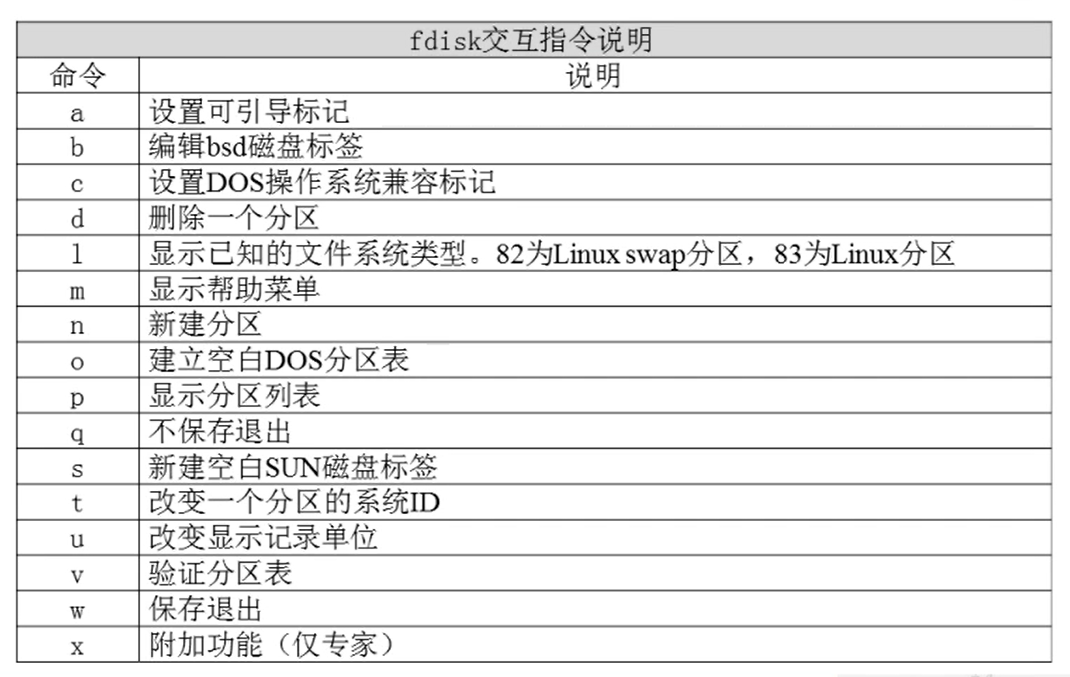 fdisk交互指令说明
命令 说明
a 设置可引导标记
b 编辑bsd磁盘标签
c 设置DOS操作系统兼容标记
d 删除一个分区
l 显示已知的文件系统类型。82为Linux swap分区，83为Linux分区
m 显示帮助菜单
n 新建分区
o 建立空白DOS分区表
p 显示分区列表
q 不保存退出
s 新建空白SUN磁盘标签
t 改变一个分区的系统ID
u 改变显示记录单位
v 验证分区表
w 保存退出
x 附加功能（仅专家）